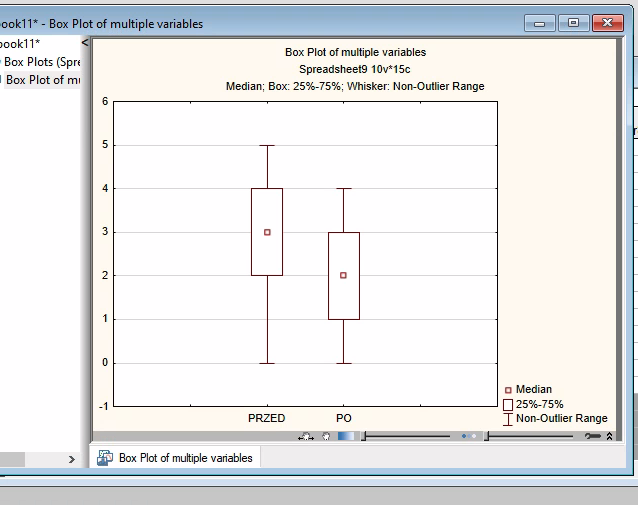 ook11* - Box Plot of multiple variables
ook11*
Box Plots (Spre
Box Plot of mu
Box Plot of multiple variables
Spreadsheet9 10v*15c
Median; Box: 25%-75%; Whisker: Non-Outlier Range
6
5
4
3
2
1
0
-1
PRZED PO
Median
25%-75%
Non-Outlier Range
Box Plot of multiple variables